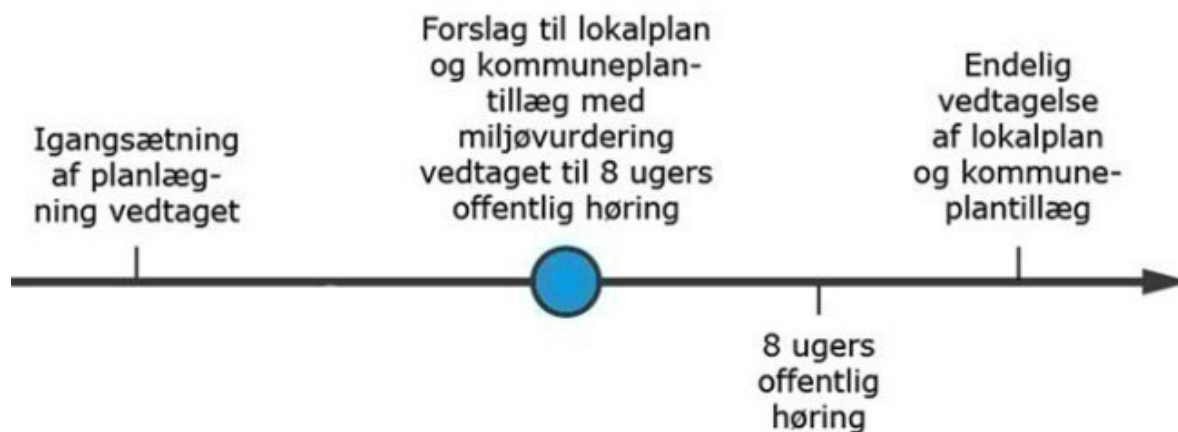 Igangsætning
af planlæg-
ning vedtaget
Forslag til lokalplan
og kommuneplan-
tillæg med
miljøvurdering
vedtaget til 8 ugers
offentlig høring
8 ugers
offentlig
høring
Endelig
vedtagelse
af lokalplan
og kommune-
plantillæg